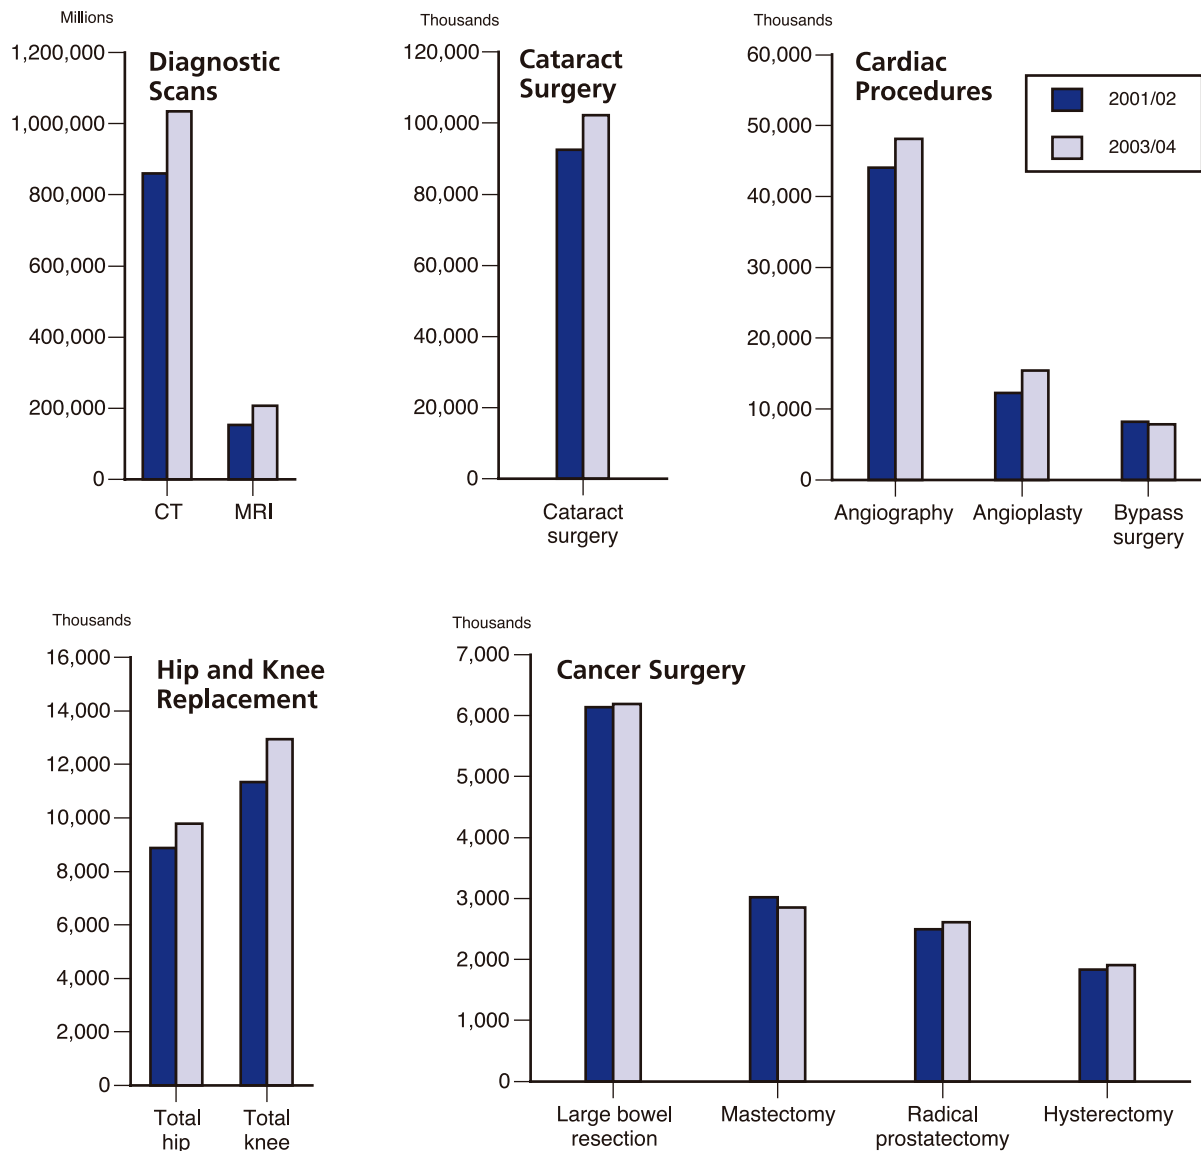 Millions
1,200,000
1,000,000
800,000
600,000
400,000
200,000
0
Diagnostic
Scans
CT MRI
Thousands
120,000
100,000
80,000
60,000
40,000
20,000
0
Cataract
Surgery
Cataract
surgery
Thousands
60,000
50,000
40,000
30,000
20,000
10,000
0
Cardiac
Procedures
2001/02
2003/04
Angiography Angioplasty Bypass
surgery
Thousands
16,000
14,000
12,000
10,000
8,000
6,000
4,000
2,000
0
Hip and Knee
Replacement
Total Total
hip knee
Thousands
7,000
6,000
5,000
4,000
3,000
2,000
1,000
0
Cancer Surgery
Large bowel Mastectomy Radical Hysterectomy
resection prostatectomy